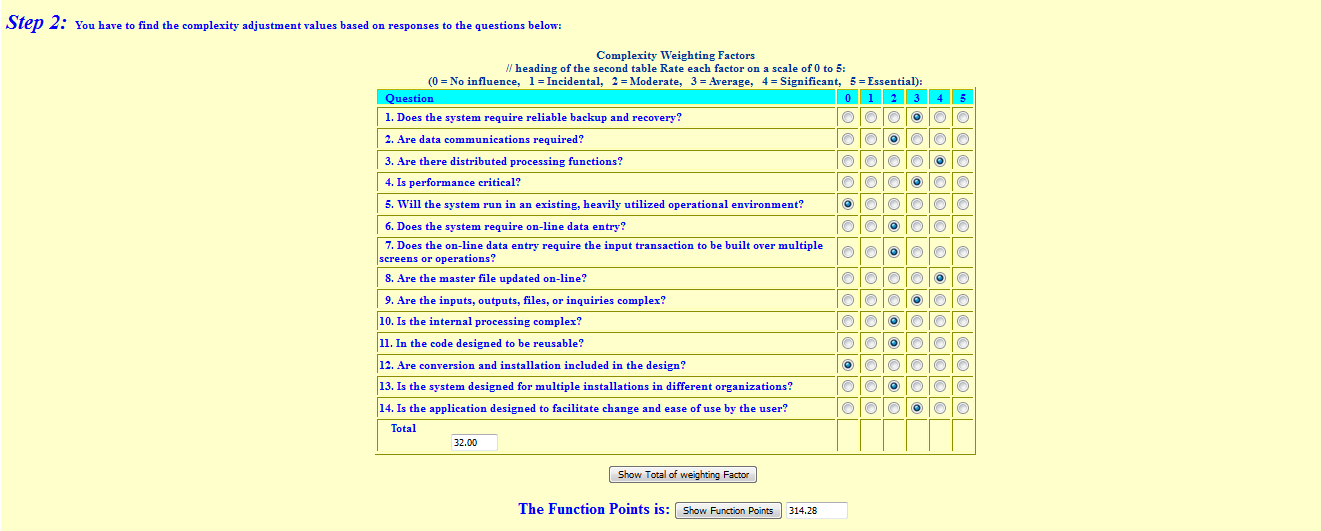 Step 2: You have to find the complexity adjustment values based on responses to the questions below:
Complexity Weighting Factors
// heading of the second table Rate each factor on a scale of 0 to 5:
(0 = No influence, 1 = Incidental, 2 = Moderate, 3 = Average, 4 = Significant, 5 = Essential):
Question 0 1 2 3 4 5
1. Does the system require reliable backup and recovery?
2. Are data communications required?
3. Are there distributed processing functions?
4. Is performance critical?
5. Will the system run in an existing, heavily utilized operational environment?
6. Does the system require on-line data entry?
7. Does the on-line data entry require the input transaction to be built over multiple
screens or operations?
8. Are the master file updated on-line?
9. Are the inputs, outputs, files, or inquiries complex?
10. Is the internal processing complex?
11. In the code designed to be reusable?
12. Are conversion and installation included in the design?
13. Is the system designed for multiple installations in different organizations?
14. Is the application designed to facilitate change and ease of use by the user?
Total
32.00
Show Total of weighting Factor
The Function Points is: Show Function Points 314.28